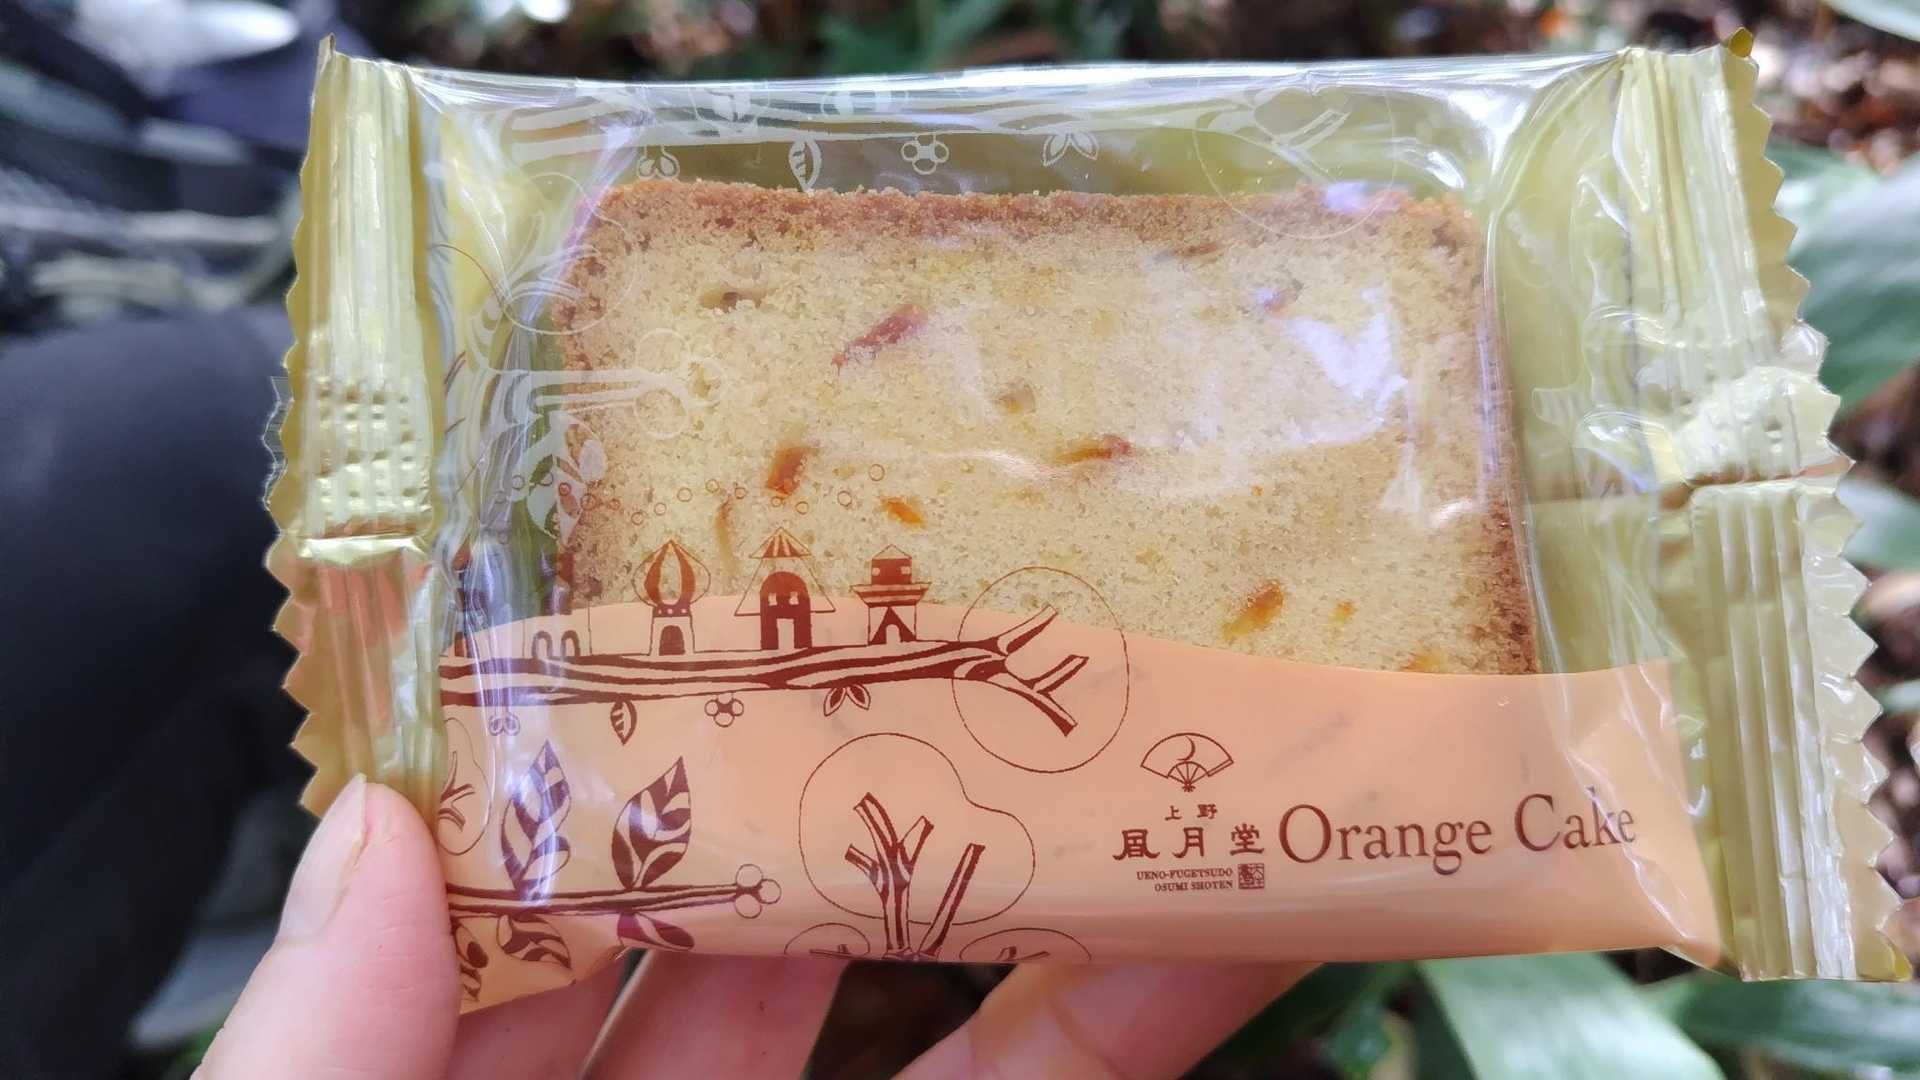 上野
風月堂
UENO-FUGETSUDO
OSUMI SHOTEN
Orange Cake